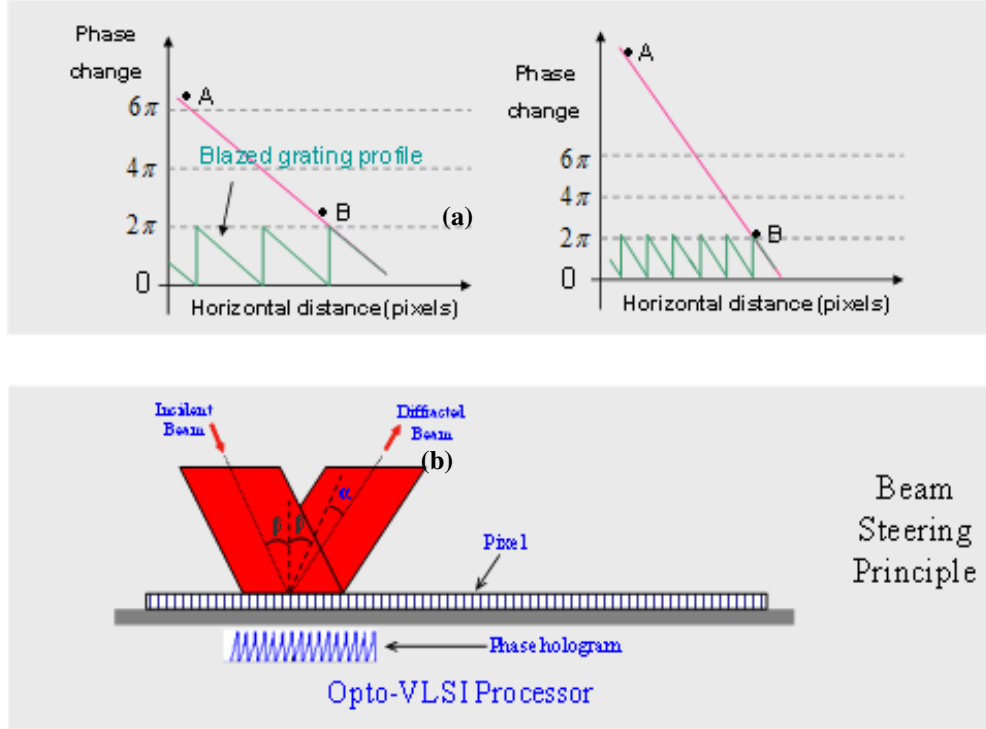 Phase
change
A
6π
4π
Blazed grating profile
B
2π
0
Horizontal distance(pixels)
(a)
Phase
change
A
6π
4π
2π
B
0
Horizontal distance(pixels)
Incident
Beam
Diffracted
Beam
(b)
α
β
β
Pixel
Phase hologram
Opto-VLSI Processor
Beam
Steering
Principle